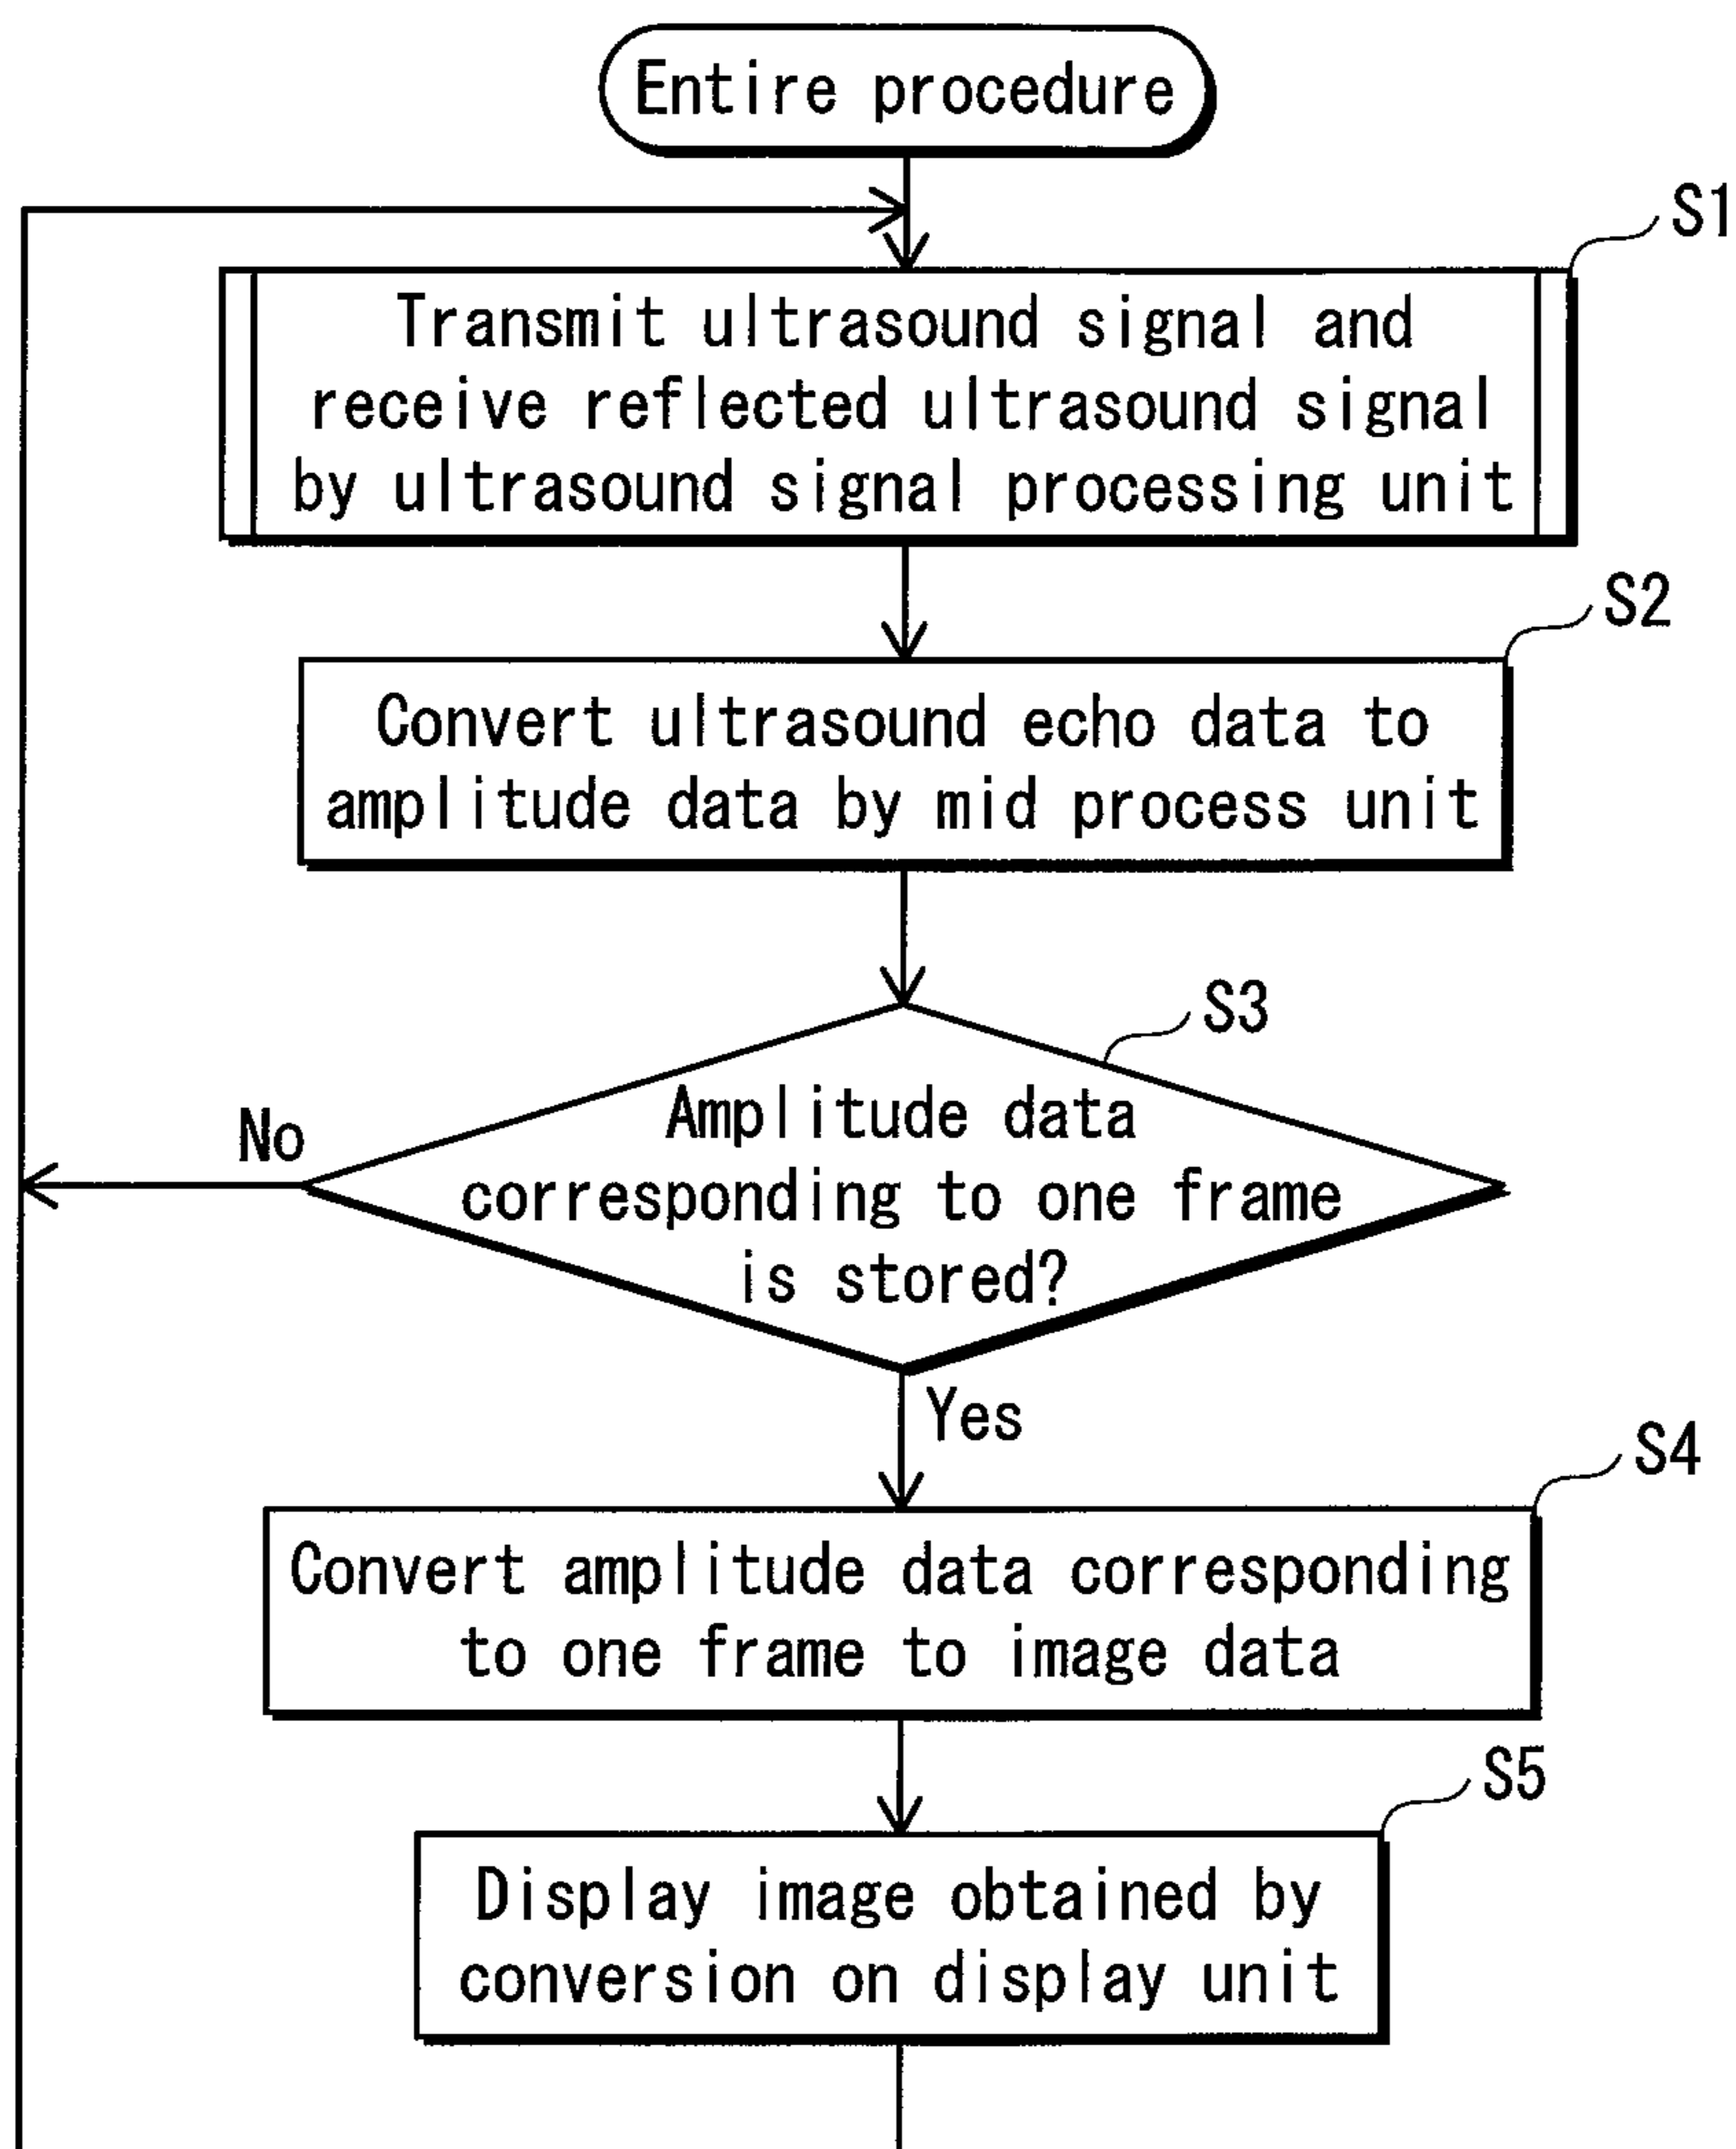 Entire procedure
S1
Transmit ultrasound signal and
receive reflected ultrasound signal
by ultrasound signal processing unit
S2
Convert ultrasound echo data to
amplitude data by mid process unit
S3
Amplitude data
corresponding to one frame
is stored?
No
Yes
S4
Convert amplitude data corresponding
to one frame to image data
S5
Display image obtained by
conversion on display unit